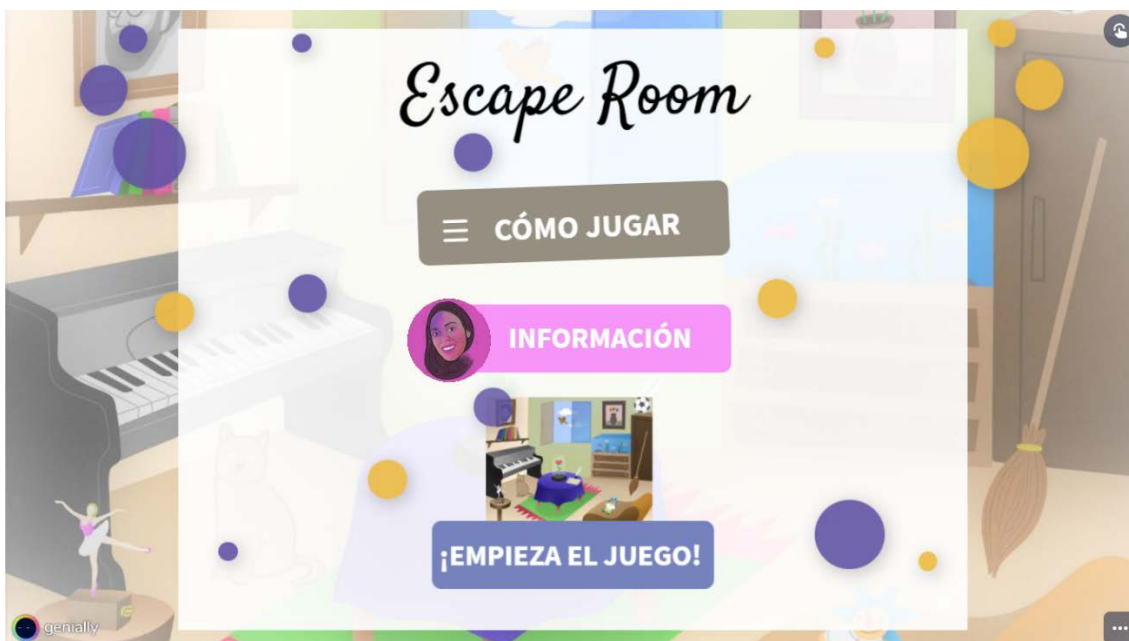 Escape Room
CÓMO JUGAR
INFORMACIÓN
¡EMPIEZA EL JUEGO!
genially